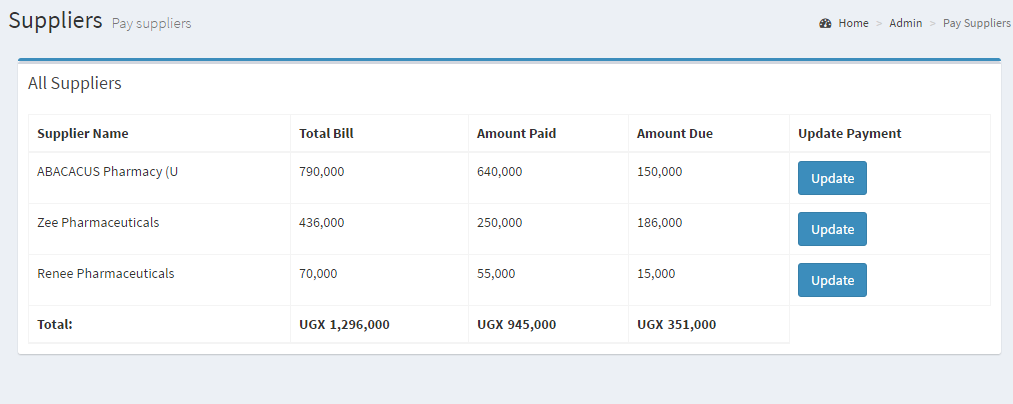 Suppliers Pay suppliers
Home > Admin > Pay Suppliers
All Suppliers
Supplier Name Total Bill Amount Paid Amount Due Update Payment
ABACACUS Pharmacy (U 790,000 640,000 150,000 Update
Zee Pharmaceuticals 436,000 250,000 186,000 Update
Renee Pharmaceuticals 70,000 55,000 15,000 Update
Total: UGX 1,296,000 UGX 945,000 UGX 351,000